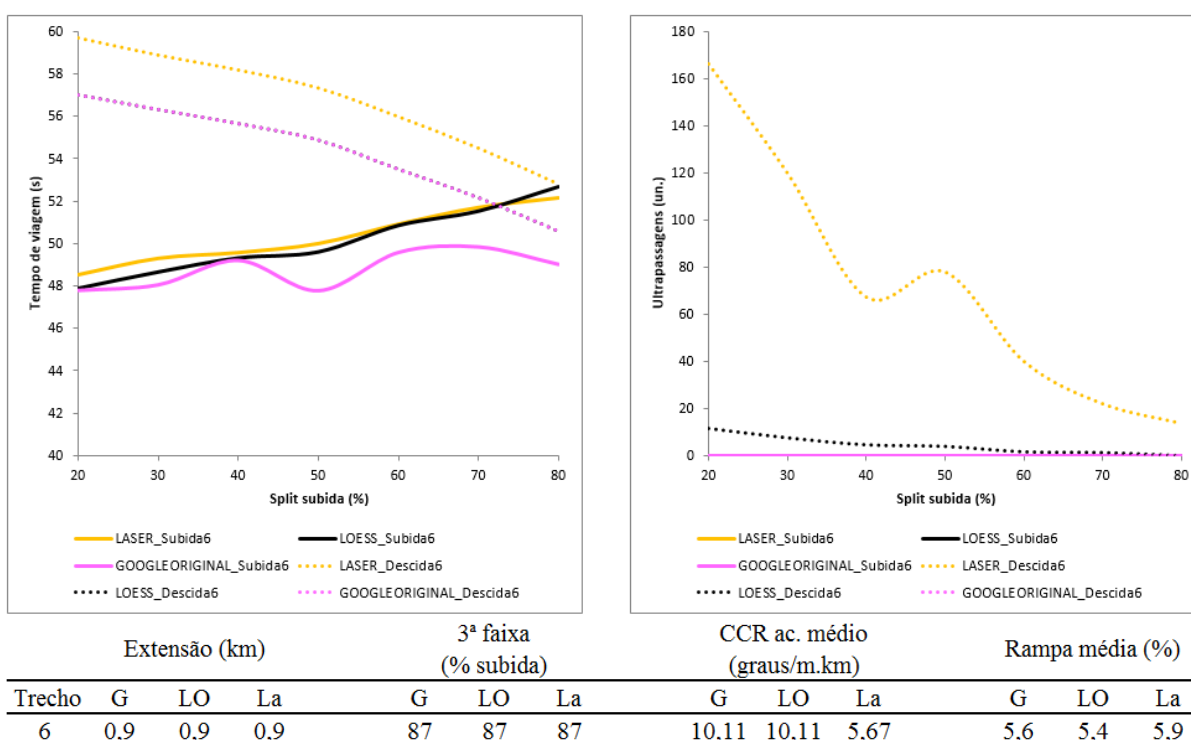 60
58
56
54
52
50
48
46
44
42
40
Tempo de viagem (s)
20 30 40 50 60 70 80
Split subida (%)
LASER_Subida6 LOESS_Subida6
GOOGLEORIGINAL_Subida6 LASER_Descida6
LOESS_Descida6 GOOGLEORIGINAL_Descida6
180
160
140
120
100
80
60
40
20
0
Ultrapassagens (un.)
20 30 40 50 60 70 80
Split subida (%)
LASER_Subida6 LOESS_Subida6
GOOGLEORIGINAL_Subida6 LASER_Descida6
LOESS_Descida6 GOOGLEORIGINAL_Descida6
Extensão (km) 3ª faixa (% subida) CCR ac. médio (graus/m.km) Rampa média (%)
Trecho G LO La G LO La G LO La G LO La
6 0,9 0,9 0,9 87 87 87 10,11 10,11 5,67 5,6 5,4 5,9